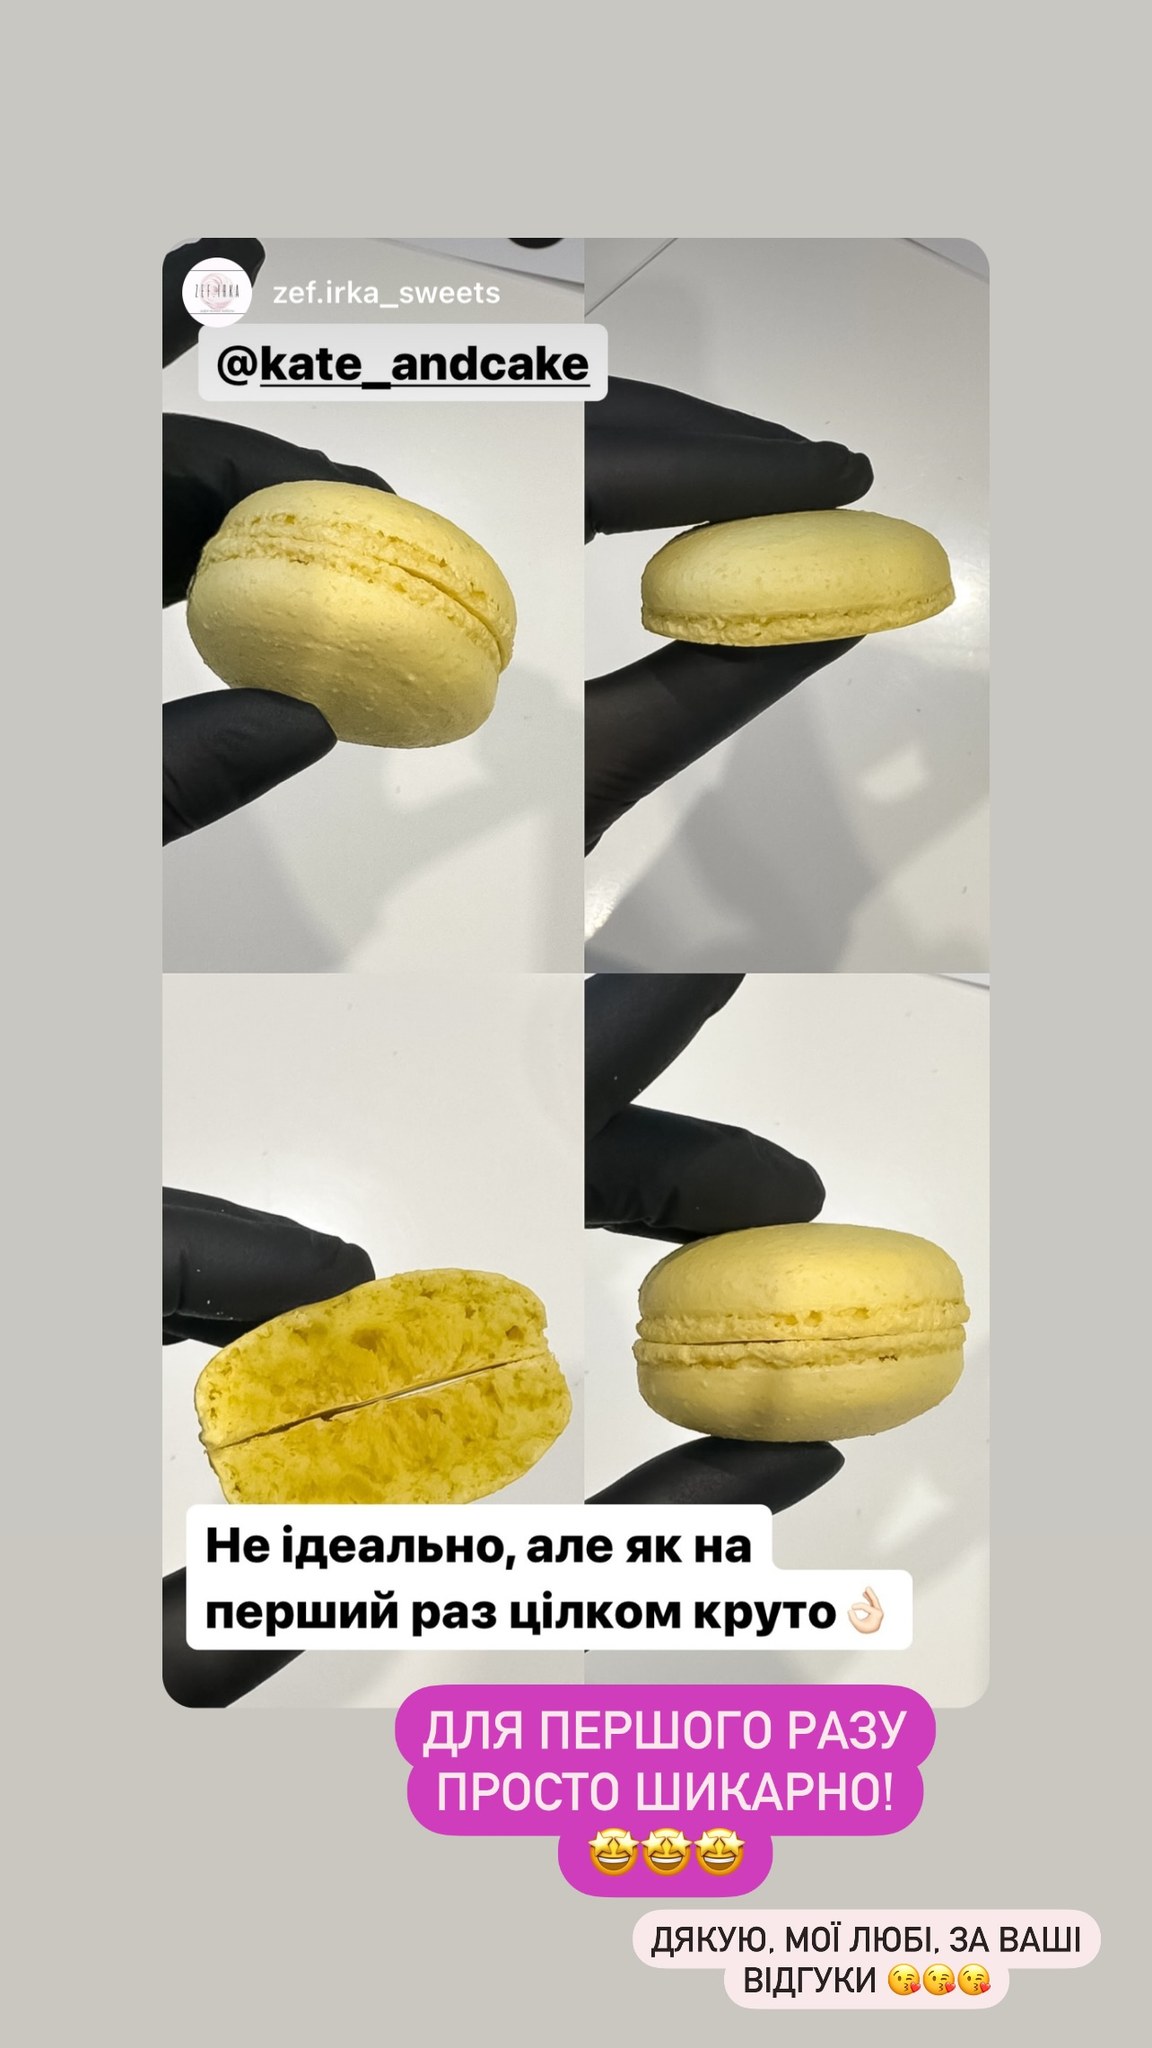 ZEF.IRKA
zef.irka_sweets
@kate_andcake
Не ідеально, але як на
перший раз цілком круто👌🏻
ДЛЯ ПЕРШОГО РАЗУ
ПРОСТО ШИКАРНО!
🤩🤩🤩
ДЯКУЮ, МОЇ ЛЮБІ, ЗА ВАШІ
ВІДГУКИ 😘😘😘